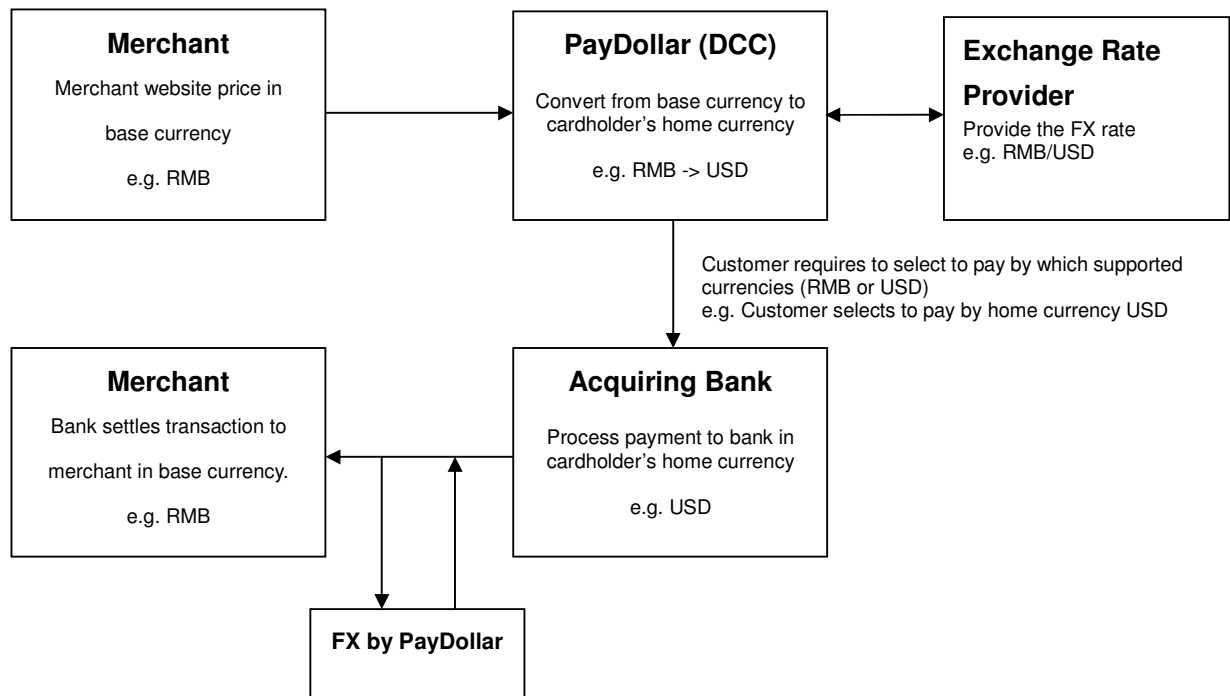 Merchant
Merchant website price in
base currency
e.g. RMB
PayDollar (DCC)
Convert from base currency to
cardholder's home currency
e.g. RMB -> USD
Exchange Rate
Provider
Provide the FX rate
e.g. RMB/USD
Customer requires to select to pay by which supported
currencies (RMB or USD)
e.g. Customer selects to pay by home currency USD
Merchant
Bank settles transaction to
merchant in base currency.
e.g. RMB
Acquiring Bank
Process payment to bank in
cardholder's home currency
e.g. USD
FX by PayDollar